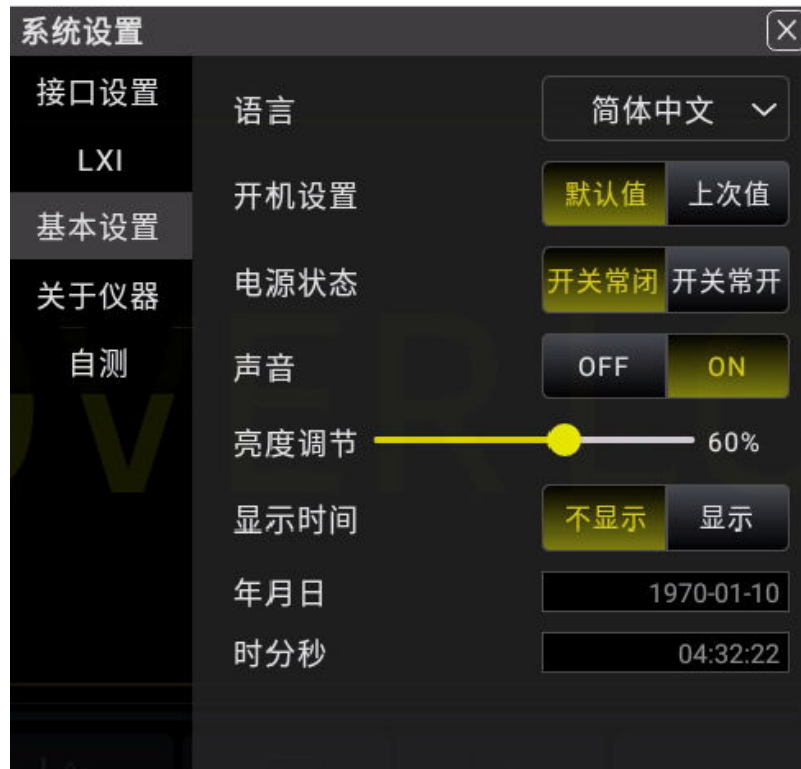 系统设置
接口设置
LXI
基本设置
关于仪器
自测
语言 简体中文
开机设置 默认值 上次值
电源状态 开关常闭 开关常开
声音 OFF ON
亮度调节 60%
显示时间 不显示 显示
年月日 1970-01-10
时分秒 04:32:22